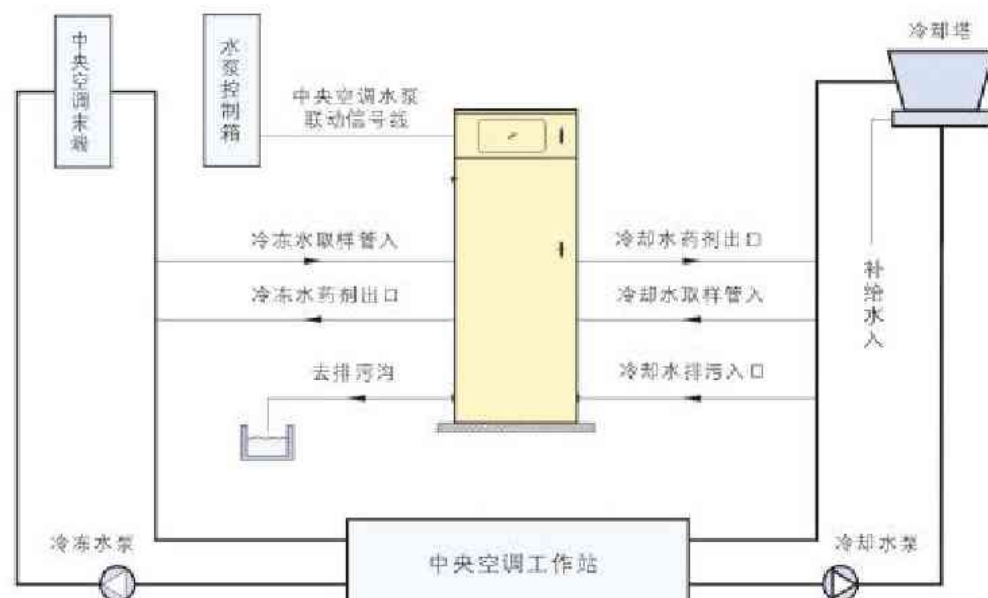 中央空调末端
水泵控制箱
中央空调水泵
联动信号线
冷却塔
冷冻水取样管入
冷却水药剂出口
冷冻水药剂出口
冷却水取样管入
补给水入
去排污沟
冷却水排污入口
冷冻水泵
中央空调工作站
冷却水泵